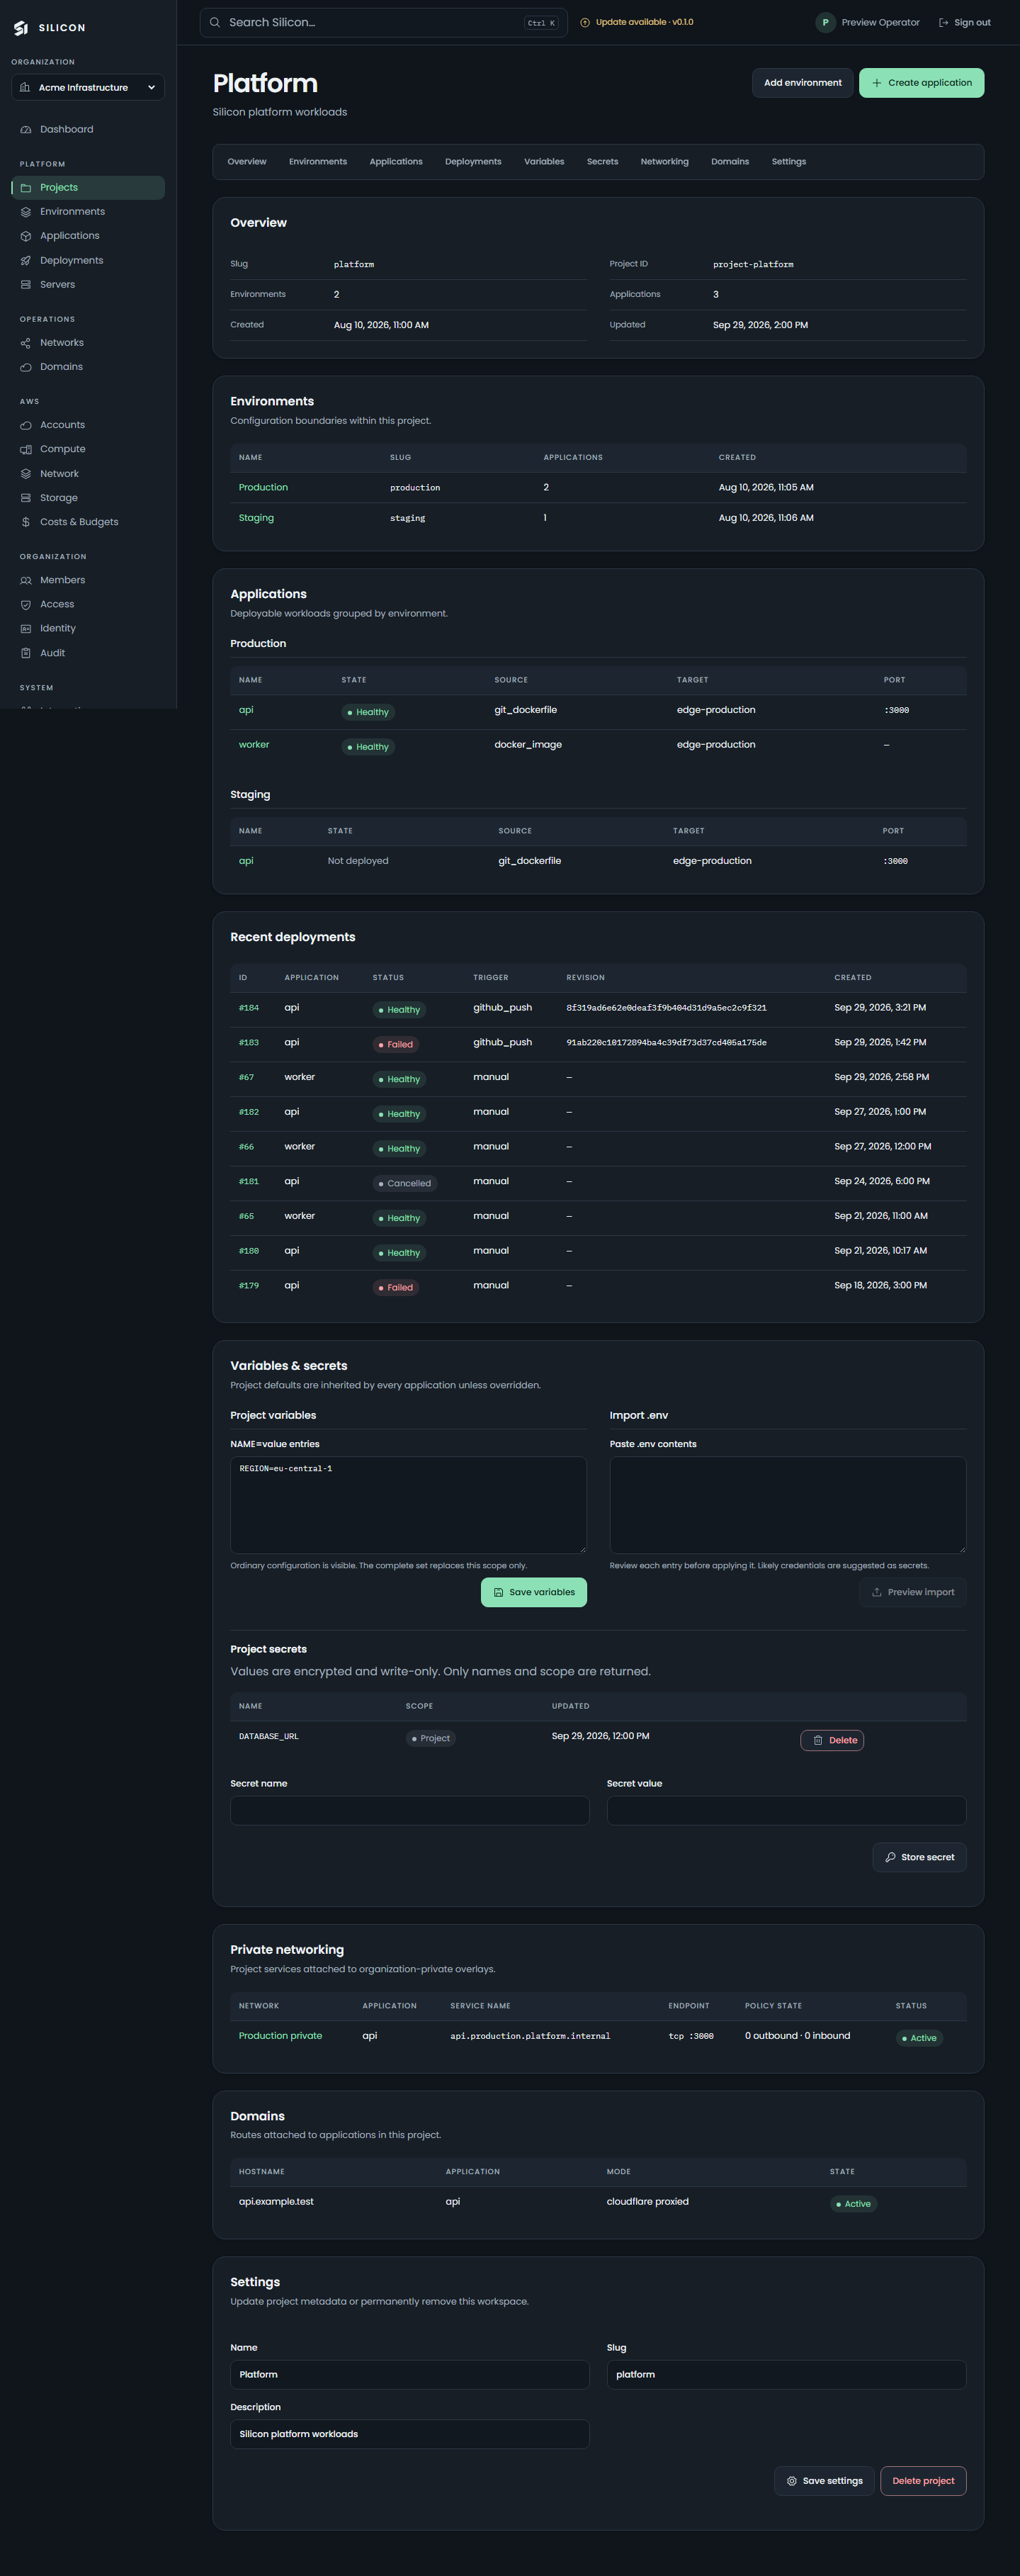 SILICON
ORGANIZATION
Acme Infrastructure
Dashboard
PLATFORM
Projects
Environments
Applications
Deployments
Servers
OPERATIONS
Networks
Domains
AWS
Accounts
Compute
Network
Storage
Costs & Budgets
ORGANIZATION
Members
Access
Identity
Audit
SYSTEM
Search Silicon... Ctrl K
Update available · v0.1.0
P Preview Operator
Sign out
Platform
Silicon platform workloads
Add environment
Create application
Overview Environments Applications Deployments Variables Secrets Networking Domains Settings
Overview
Slug platform Project ID project-platform
Environments 2 Applications 3
Created Aug 10, 2026, 11:00 AM Updated Sep 29, 2026, 2:00 PM
Environments
Configuration boundaries within this project.
NAME SLUG APPLICATIONS CREATED
Production production 2 Aug 10, 2026, 11:05 AM
Staging staging 1 Aug 10, 2026, 11:06 AM
Applications
Deployable workloads grouped by environment.
Production
NAME STATE SOURCE TARGET PORT
api Healthy git_dockerfile edge-production :3000
worker Healthy docker_image edge-production —
Staging
NAME STATE SOURCE TARGET PORT
api Not deployed git_dockerfile edge-production :3000
Recent deployments
ID APPLICATION STATUS TRIGGER REVISION CREATED
#184 api Healthy github_push 8f319ad6e62e0deaf3f9b404d31d9a5ec2c9f321 Sep 29, 2026, 3:21 PM
#183 api Failed github_push 91ab220c10172894ba4c39df73d37cd405a175de Sep 29, 2026, 1:42 PM
#67 worker Healthy manual — Sep 29, 2026, 2:58 PM
#182 api Healthy manual — Sep 27, 2026, 1:00 PM
#66 worker Healthy manual — Sep 27, 2026, 12:00 PM
#181 api Cancelled manual — Sep 24, 2026, 6:00 PM
#65 worker Healthy manual — Sep 21, 2026, 11:00 AM
#180 api Healthy manual — Sep 21, 2026, 10:17 AM
#179 api Failed manual — Sep 18, 2026, 3:00 PM
Variables & secrets
Project defaults are inherited by every application unless overridden.
Project variables
NAME=value entries
REGION=eu-central-1
Ordinary configuration is visible. The complete set replaces this scope only.
Save variables
Import .env
Paste .env contents
Review each entry before applying it. Likely credentials are suggested as secrets.
Preview import
Project secrets
Values are encrypted and write-only. Only names and scope are returned.
NAME SCOPE UPDATED
DATABASE_URL Project Sep 29, 2026, 12:00 PM Delete
Secret name Secret value
Store secret
Private networking
Project services attached to organization-private overlays.
NETWORK APPLICATION SERVICE NAME ENDPOINT POLICY STATE STATUS
Production private api api.production.platform.internal tcp :3000 0 outbound · 0 inbound Active
Domains
Routes attached to applications in this project.
HOSTNAME APPLICATION MODE STATE
api.example.test api cloudflare proxied Active
Settings
Update project metadata or permanently remove this workspace.
Name Slug
Platform platform
Description
Silicon platform workloads
Save settings Delete project